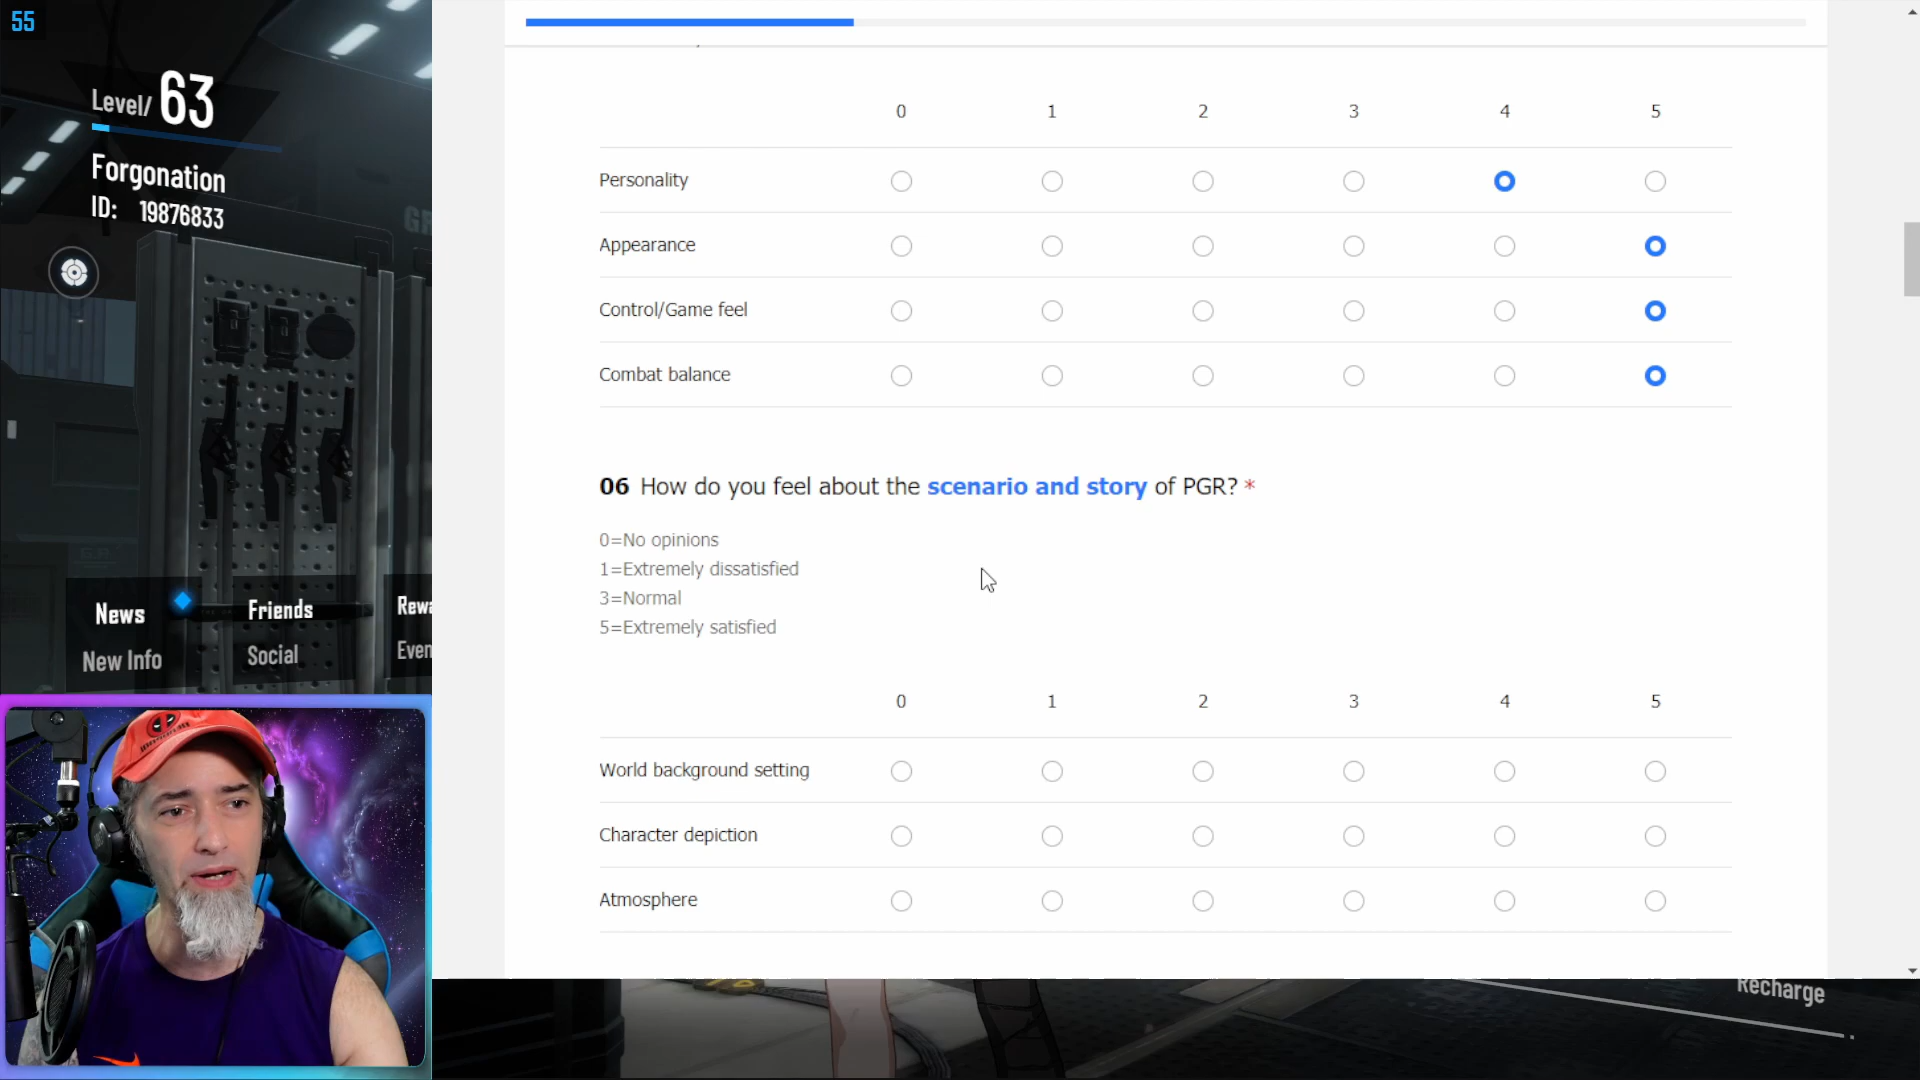 55
Level/ 63
Forgonation
ID: 19876833
News
New Info
Friends
Social
0 1 2 3 4 5
Personality
Appearance
Control/Game feel
Combat balance
06 How do you feel about the scenario and story of PGR? *
0=No opinions
1=Extremely dissatisfied
3=Normal
5=Extremely satisfied
0 1 2 3 4 5
World background setting
Character depiction
Atmosphere
Recharge